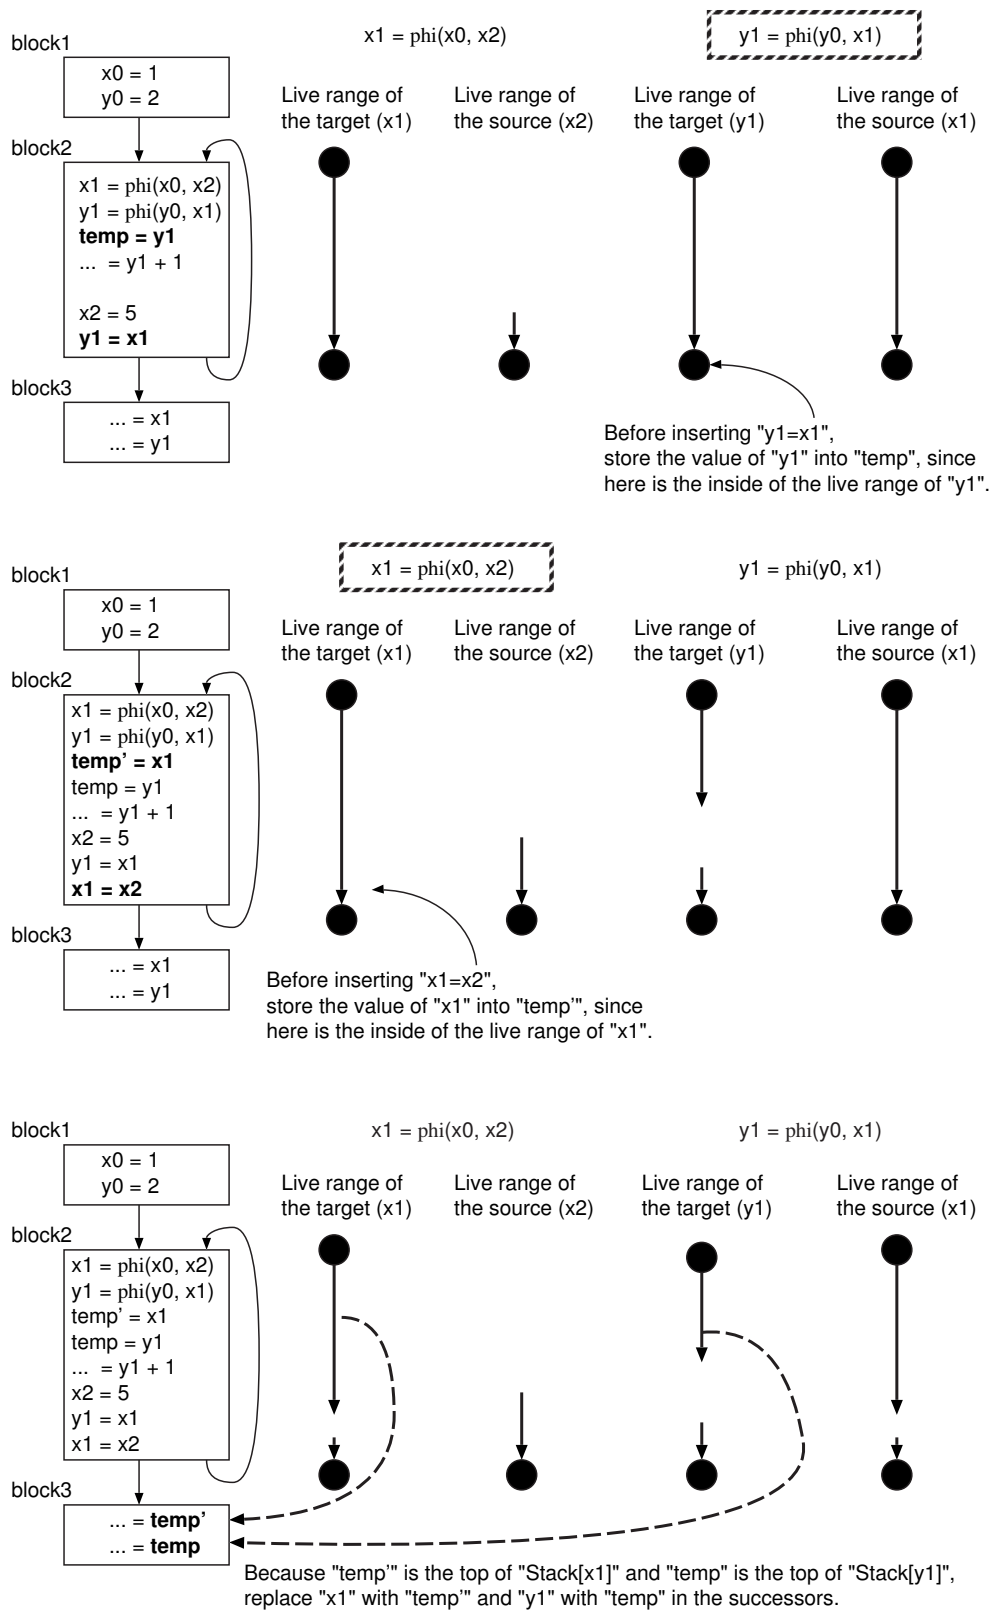 block1
x0 = 1
y0 = 2
block2
x1 = phi(x0, x2)
y1 = phi(y0, x1)
temp = y1
... = y1 + 1
x2 = 5
y1 = x1
block3
... = x1
... = y1
x1 = phi(x0, x2)
y1 = phi(y0, x1)
Live range of
the target (x1)
Live range of
the source (x2)
Live range of
the target (y1)
Live range of
the source (x1)
Before inserting "y1=x1",
store the value of "y1" into "temp", since
here is the inside of the live range of "y1".
block1
x0 = 1
y0 = 2
block2
x1 = phi(x0, x2)
y1 = phi(y0, x1)
temp' = x1
temp = y1
... = y1 + 1
x2 = 5
y1 = x1
x1 = x2
block3
... = x1
... = y1
x1 = phi(x0, x2)
y1 = phi(y0, x1)
Live range of
the target (x1)
Live range of
the source (x2)
Live range of
the target (y1)
Live range of
the source (x1)
Before inserting "x1=x2",
store the value of "x1" into "temp'", since
here is the inside of the live range of "x1".
block1
x0 = 1
y0 = 2
block2
x1 = phi(x0, x2)
y1 = phi(y0, x1)
temp' = x1
temp = y1
... = y1 + 1
x2 = 5
y1 = x1
x1 = x2
block3
... = temp'
... = temp
x1 = phi(x0, x2)
y1 = phi(y0, x1)
Live range of
the target (x1)
Live range of
the source (x2)
Live range of
the target (y1)
Live range of
the source (x1)
Because "temp'" is the top of "Stack[x1]" and "temp" is the top of "Stack[y1]",
replace "x1" with "temp'" and "y1" with "temp" in the successors.